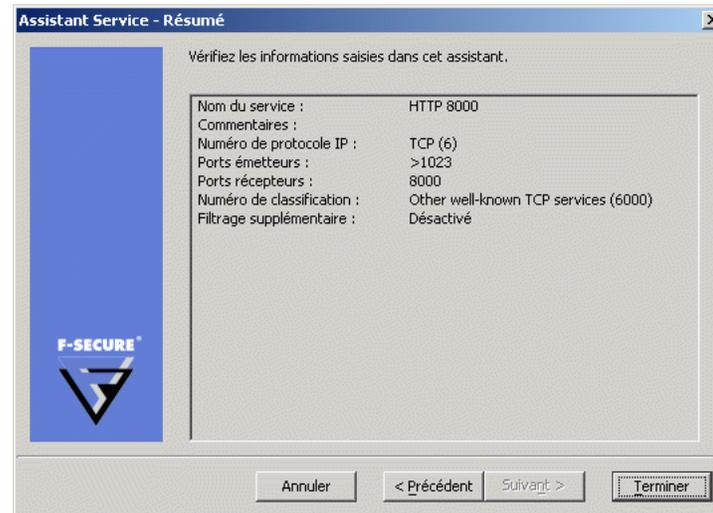 Assistant Service - Résumé
Vérifiez les informations saisies dans cet assistant.
Nom du service : HTTP 8000
Commentaires :
Numéro de protocole IP : TCP (6)
Ports émetteurs : >1023
Ports récepteurs : 8000
Numéro de classification : Other well-known TCP services (6000)
Filtrage supplémentaire : Désactivé
F-SECURE®
Annuler < Précédent Suivant > Terminer